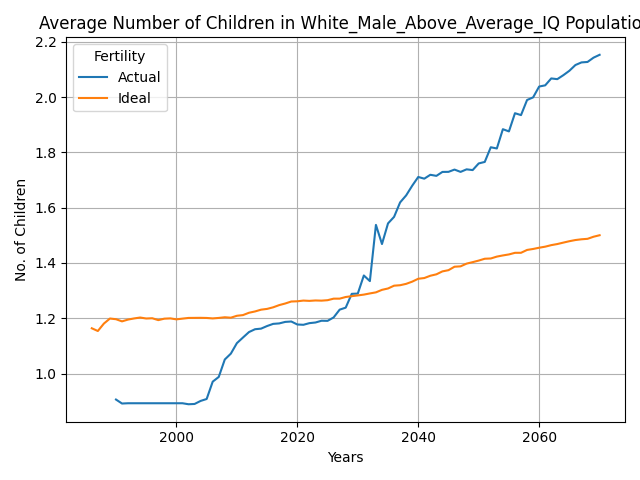 Average Number of Children in White_Male_Above_Average_IQ Populatio
Fertility
Actual
Ideal
2.2
2.0
1.8
1.6
1.4
1.2
1.0
No. of Children
2000
2020
2040
2060
Years